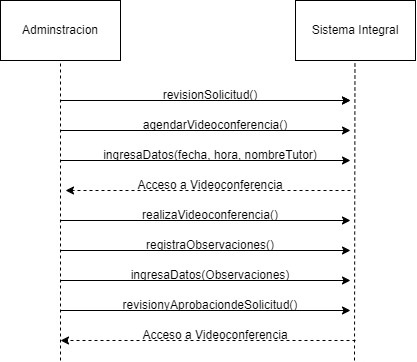 Adminstracion
Sistema Integral
revisionSolicitud()
agendarVideoconferencia()
ingresaDatos(fecha, hora, nombreTutor)
Acceso a Videoconferencia
realizaVideoconferencia()
registraObservaciones()
ingresaDatos(Observaciones)
revisionyAprobaciondeSolicitud()
Acceso a Videoconferencia